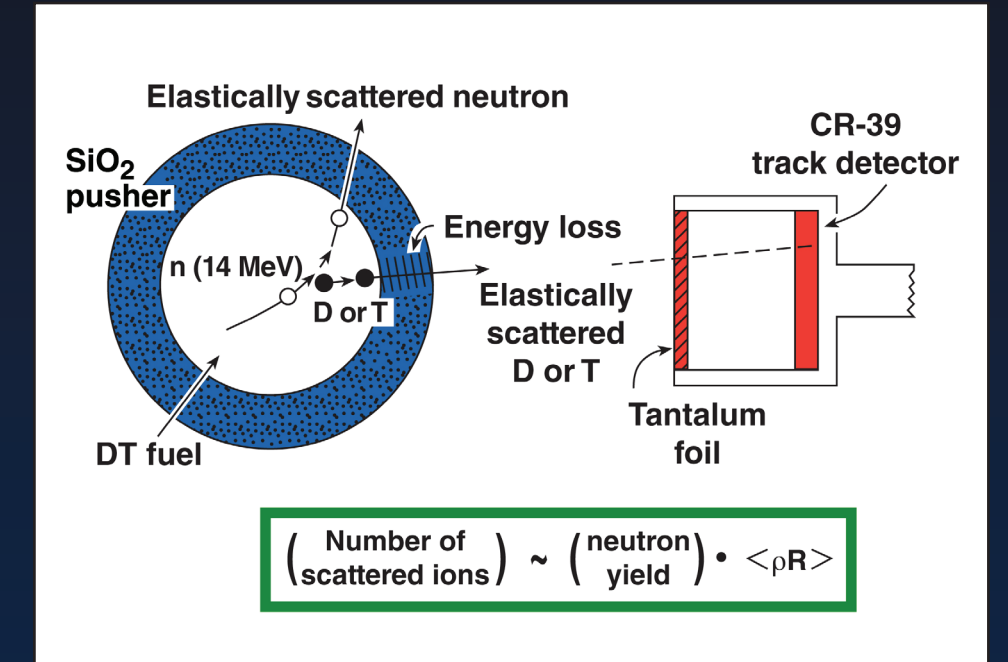 Elastically scattered neutron
SiO2
pusher
n (14 MeV)
D or T
DT fuel
Energy loss
Elastically
scattered
D or T
CR-39
track detector
Tantalum
foil
(Number of scattered ions) ~ (neutron yield) • <ρR>